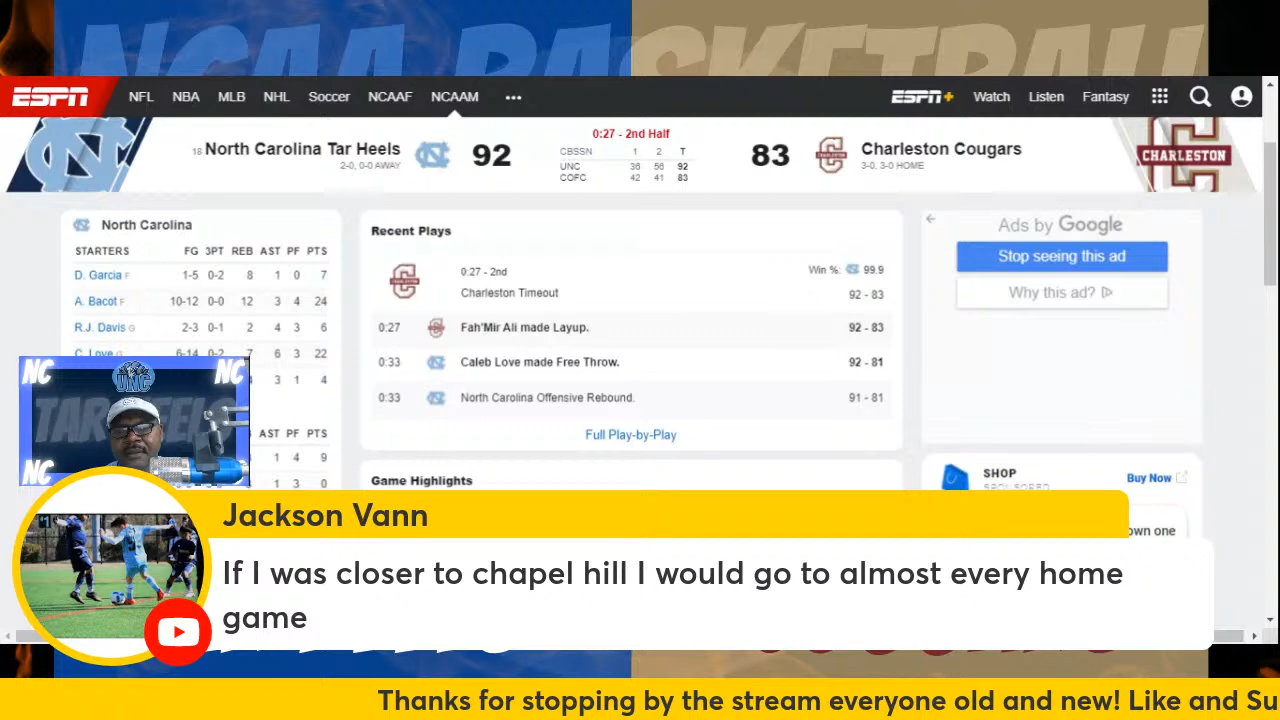 NCAA BASKETBALL
ESPN NFL NBA MLB NHL Soccer NCAAF NCAAM ... ESPN+ Watch Listen Fantasy
18 North Carolina Tar Heels 92 0:27 - 2nd Half 83 Charleston Cougars
2-0, 0-0 AWAY 3-0, 3-0 HOME
CBSSN 1 2 T
UNC 36 56 92
COFC 42 41 83
CHARLESTON
North Carolina
STARTERS FG 3PT REB AST PF PTS
D. Garcia F 1-5 0-2 8 1 0 7
A. Bacot F 10-12 0-0 12 3 4 24
R.J. Davis G 2-3 0-1 2 4 3 6
C. Love G 6-14 0-2 7 6 3 22
3 1 4
AST PF PTS
1 4 9
1 3 0
NC NC
UNC
TAR HEELS
NC
Recent Plays
0:27 - 2nd Win %: 99.9
Charleston Timeout 92 - 83
0:27 Fah'Mir Ali made Layup. 92 - 83
0:33 Caleb Love made Free Throw. 92 - 81
0:33 North Carolina Offensive Rebound. 91 - 81
Full Play-by-Play
Game Highlights
Ads by Google
Stop seeing this ad
Why this ad?
SHOP
Buy Now
own one
Jackson Vann
If I was closer to chapel hill I would go to almost every home
game
Thanks for stopping by the stream everyone old and new! Like and Su